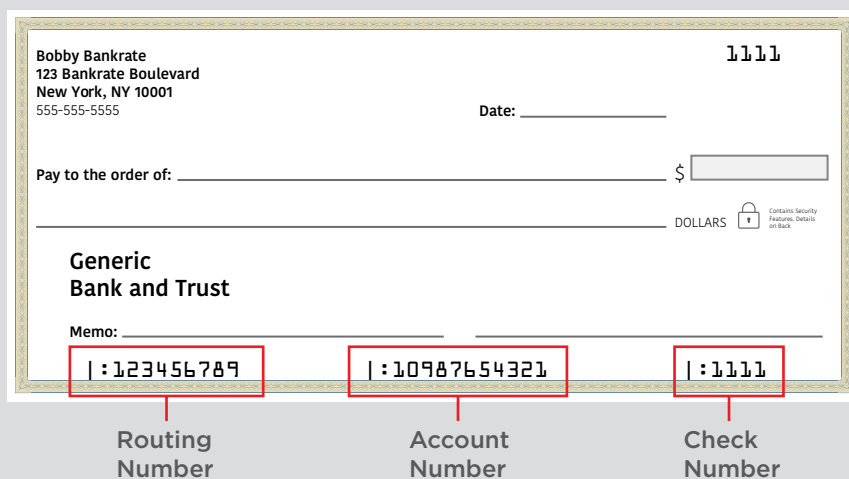 Bobby Bankrate
1111
123 Bankrate Boulevard
New York, NY 10001
555-555-5555
Date:
Pay to the order of:
$
DOLLARS
Contains Security
Features. Details
on Back
Generic
Bank and Trust
Memo:
|:123456789 |:10987654321 |:1111
Routing
Number
Account
Number
Check
Number